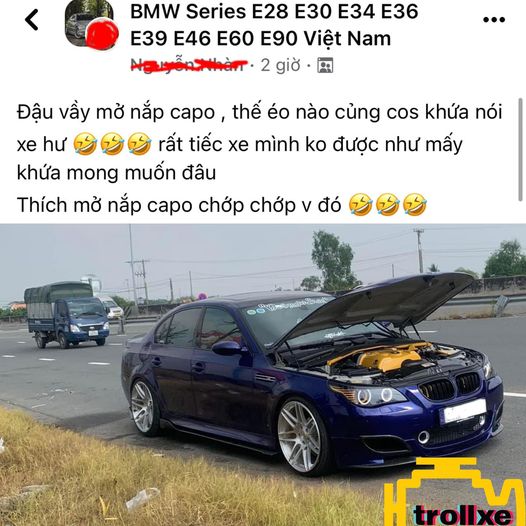 BMW Series E28 E30 E34 E36
E39 E46 E60 E90 Việt Nam
Nguyễn Nhàn · 2 giờ ·
Đậu vầy mở nắp capo , thế éo nào củng cos khứa nói
xe hư 🤣🤣🤣 rất tiếc xe mình ko được như mấy
khứa mong muốn đâu
Thích mở nắp capo chớp chớp v đó 🤣🤣🤣
trollxe